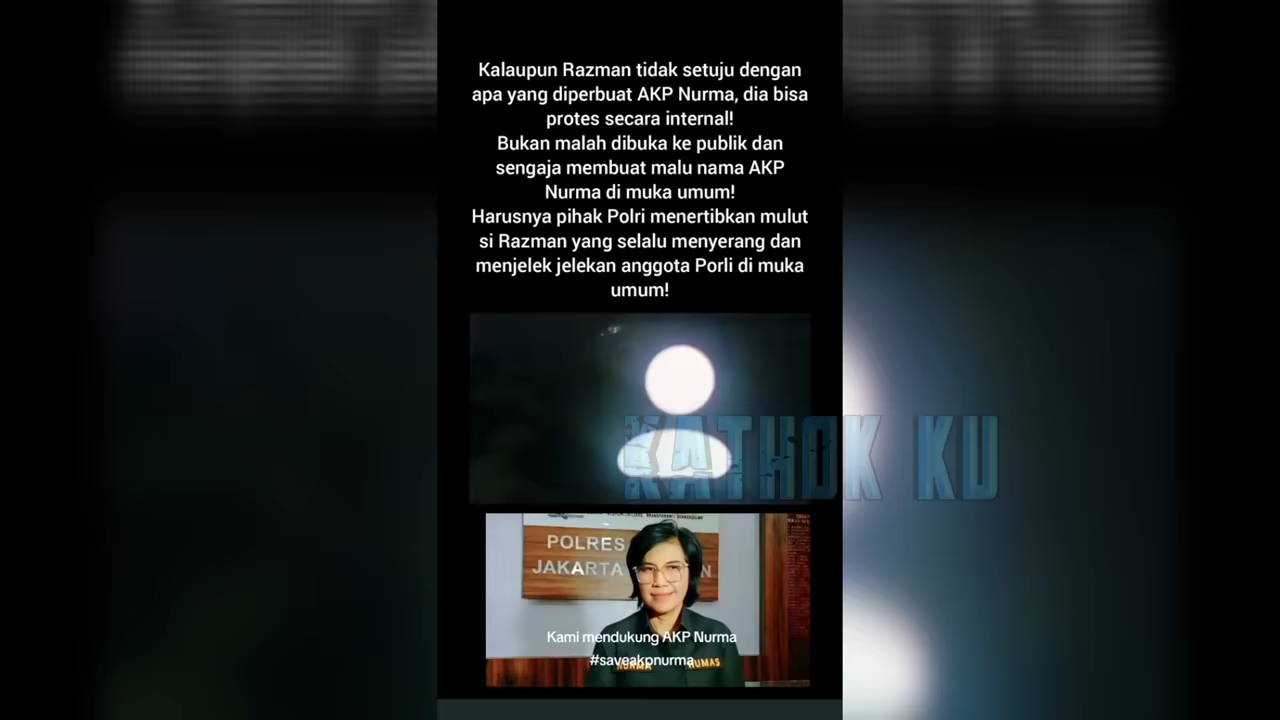 Kalaupun Razman tidak setuju dengan
apa yang diperbuat AKP Nurma, dia bisa
protes secara internal!
Bukan malah dibuka ke publik dan
sengaja membuat malu nama AKP
Nurma di muka umum!
Harusnya pihak Polri menertibkan mulut
si Razman yang selalu menyerang dan
menjelek jelekan anggota Porli di muka
umum!
KATHOK KU
POLRES
JAKARTA
Kami mendukung AKP Nurma
#saveakpnurma
NURMA HUMAS